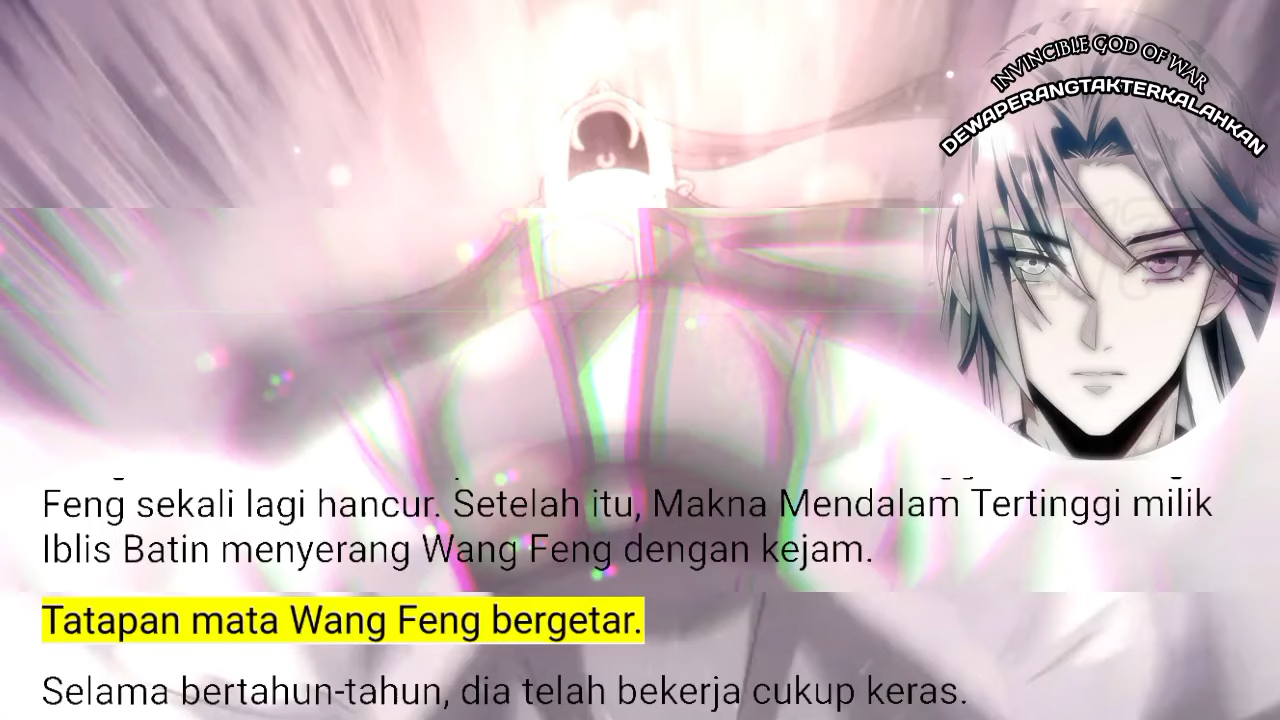 INVINCIBLE GOD OF WAR
DEWAPERANGTAKTERKALAHKAN
Feng sekali lagi hancur. Setelah itu, Makna Mendalam Tertinggi milik
Iblis Batin menyerang Wang Feng dengan kejam.
Tatapan mata Wang Feng bergetar.
Selama bertahun-tahun, dia telah bekerja cukup keras.